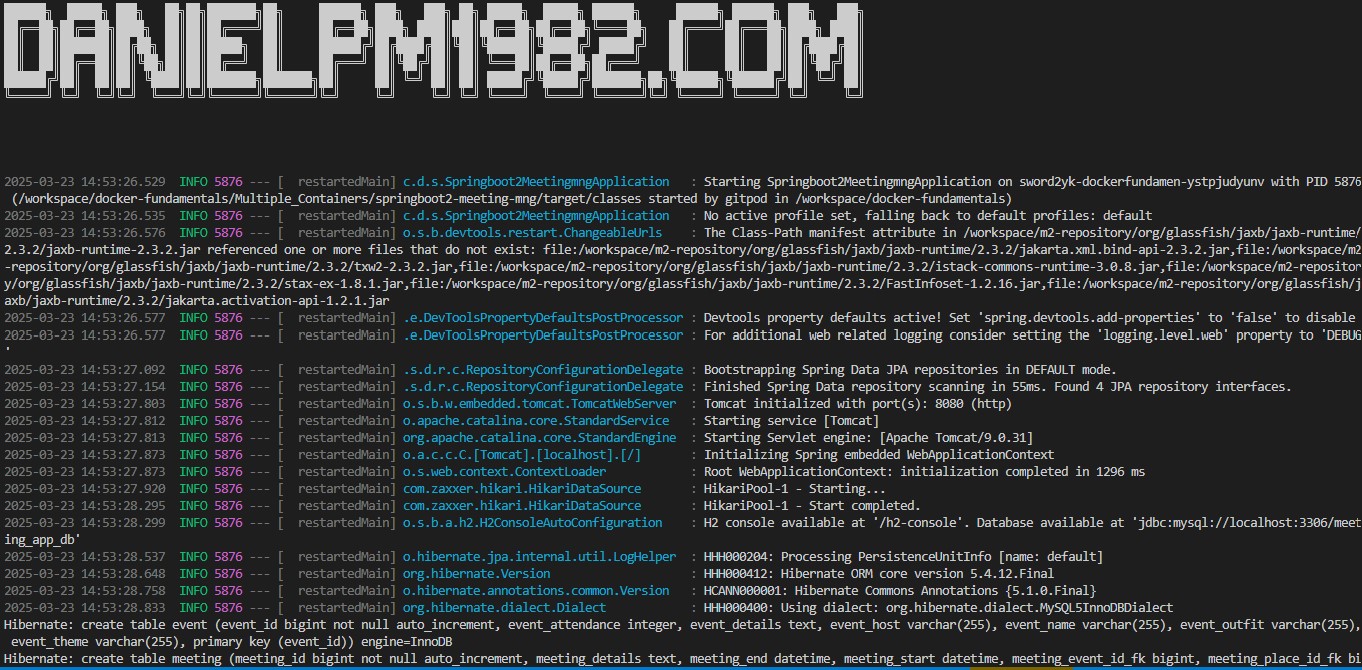 DANIELPM1982.COM
2025-03-23 14:53:26.529  INFO 5876 --- [  restartedMain] c.d.s.Springboot2MeetingmngApplication   : Starting Springboot2MeetingmngApplication on sword2yk-dockerfundamen-ystpjudyunv with PID 5876
 (/workspace/docker-fundamentals/Multiple_Containers/springboot2-meeting-mng/target/classes started by gitpod in /workspace/docker-fundamentals)
2025-03-23 14:53:26.535  INFO 5876 --- [  restartedMain] c.d.s.Springboot2MeetingmngApplication   : No active profile set, falling back to default profiles: default
2025-03-23 14:53:26.576  INFO 5876 --- [  restartedMain] o.s.b.devtools.restart.ChangeableUrls    : The Class-Path manifest attribute in /workspace/m2-repository/org/glassfish/jaxb/jaxb-runtime/
2.3.2/jaxb-runtime-2.3.2.jar referenced one or more files that do not exist: file:/workspace/m2-repository/org/glassfish/jaxb/jaxb-runtime/2.3.2/jakarta.xml.bind-api-2.3.2.jar,file:/workspace/m2
-repository/org/glassfish/jaxb/jaxb-runtime/2.3.2/txw2-2.3.2.jar,file:/workspace/m2-repository/org/glassfish/jaxb/jaxb-runtime/2.3.2/istack-commons-runtime-3.0.8.jar,file:/workspace/m2-repositor
y/org/glassfish/jaxb/jaxb-runtime/2.3.2/stax-ex-1.8.1.jar,file:/workspace/m2-repository/org/glassfish/jaxb/jaxb-runtime/2.3.2/FastInfoset-1.2.16.jar,file:/workspace/m2-repository/org/glassfish/j
axb/jaxb-runtime/2.3.2/jakarta.activation-api-1.2.1.jar
2025-03-23 14:53:26.577  INFO 5876 --- [  restartedMain] .e.DevToolsPropertyDefaultsPostProcessor : Devtools property defaults active! Set 'spring.devtools.add-properties' to 'false' to disable
2025-03-23 14:53:26.577  INFO 5876 --- [  restartedMain] .e.DevToolsPropertyDefaultsPostProcessor : For additional web related logging consider setting the 'logging.level.web' property to 'DEBUG
'
2025-03-23 14:53:27.092  INFO 5876 --- [  restartedMain] .s.d.r.c.RepositoryConfigurationDelegate : Bootstrapping Spring Data JPA repositories in DEFAULT mode.
2025-03-23 14:53:27.154  INFO 5876 --- [  restartedMain] .s.d.r.c.RepositoryConfigurationDelegate : Finished Spring Data repository scanning in 55ms. Found 4 JPA repository interfaces.
2025-03-23 14:53:27.803  INFO 5876 --- [  restartedMain] o.s.b.w.embedded.tomcat.TomcatWebServer  : Tomcat initialized with port(s): 8080 (http)
2025-03-23 14:53:27.812  INFO 5876 --- [  restartedMain] o.apache.catalina.core.StandardService   : Starting service [Tomcat]
2025-03-23 14:53:27.813  INFO 5876 --- [  restartedMain] org.apache.catalina.core.StandardEngine  : Starting Servlet engine: [Apache Tomcat/9.0.31]
2025-03-23 14:53:27.873  INFO 5876 --- [  restartedMain] o.a.c.c.C.[Tomcat].[localhost].[/]       : Initializing Spring embedded WebApplicationContext
2025-03-23 14:53:27.873  INFO 5876 --- [  restartedMain] o.s.web.context.ContextLoader            : Root WebApplicationContext: initialization completed in 1296 ms
2025-03-23 14:53:27.920  INFO 5876 --- [  restartedMain] com.zaxxer.hikari.HikariDataSource       : HikariPool-1 - Starting...
2025-03-23 14:53:28.295  INFO 5876 --- [  restartedMain] com.zaxxer.hikari.HikariDataSource       : HikariPool-1 - Start completed.
2025-03-23 14:53:28.299  INFO 5876 --- [  restartedMain] o.s.b.a.h2.H2ConsoleAutoConfiguration    : H2 console available at '/h2-console'. Database available at 'jdbc:mysql://localhost:3306/meet
ing_app_db'
2025-03-23 14:53:28.537  INFO 5876 --- [  restartedMain] o.hibernate.jpa.internal.util.LogHelper  : HHH000204: Processing PersistenceUnitInfo [name: default]
2025-03-23 14:53:28.648  INFO 5876 --- [  restartedMain] org.hibernate.Version                    : HHH000412: Hibernate ORM core version 5.4.12.Final
2025-03-23 14:53:28.758  INFO 5876 --- [  restartedMain] o.hibernate.annotations.common.Version   : HCANN000001: Hibernate Commons Annotations {5.1.0.Final}
2025-03-23 14:53:28.833  INFO 5876 --- [  restartedMain] org.hibernate.dialect.Dialect            : HHH000400: Using dialect: org.hibernate.dialect.MySQL5InnoDBDialect
Hibernate: create table event (event_id bigint not null auto_increment, event_attendance integer, event_details text, event_host varchar(255), event_name varchar(255), event_outfit varchar(255),
 event_theme varchar(255), primary key (event_id)) engine=InnoDB
Hibernate: create table meeting (meeting_id bigint not null auto_increment, meeting_details text, meeting_end datetime, meeting_start datetime, meeting_event_id_fk bigint, meeting_place_id_fk bi